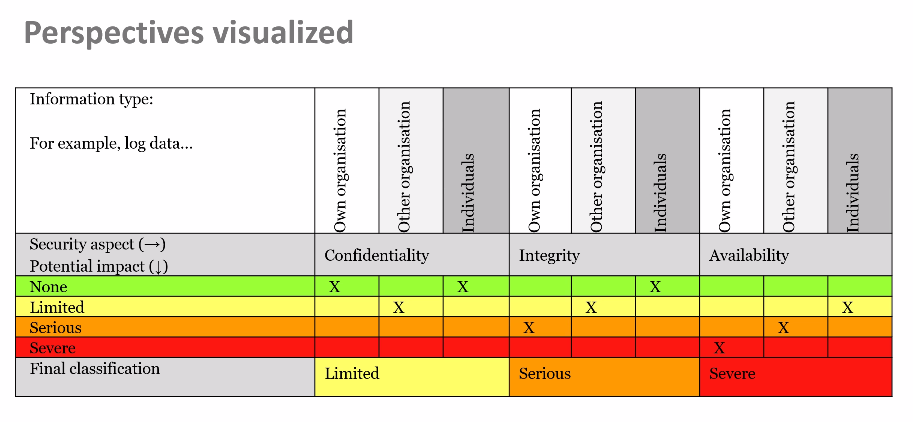 Perspectives visualized
Information type:
For example, log data...
Own organisation
Other organisation
Individuals
Own organisation
Other organisation
Individuals
Own organisation
Other organisation
Individuals
Security aspect (→)
Potential impact (↓)
Confidentiality
Integrity
Availability
None X X X
Limited X X X
Serious X X
Severe X
Final classification Limited Serious Severe